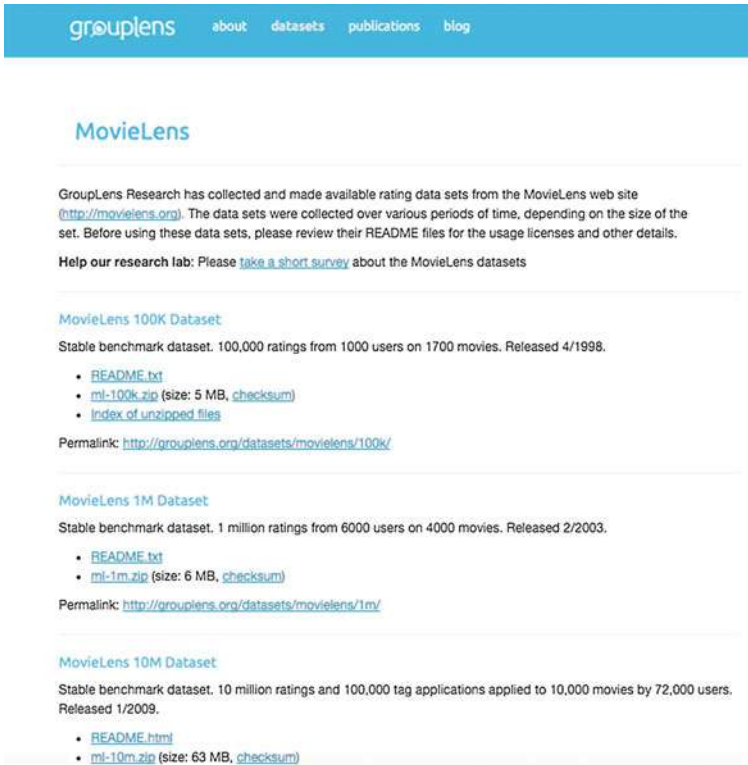 grouplens about datasets publications blog
MovieLens
GroupLens Research has collected and made available rating data sets from the MovieLens web site
(http://movielens.org). The data sets were collected over various periods of time, depending on the size of the
set. Before using these data sets, please review their README files for the usage licenses and other details.
Help our research lab: Please take a short survey about the MovieLens datasets
MovieLens 100K Dataset
Stable benchmark dataset. 100,000 ratings from 1000 users on 1700 movies. Released 4/1998.
• README.txt
• ml-100k.zip (size: 5 MB, checksum)
• Index of unzipped files
Permalink: http://grouplens.org/datasets/movielens/100k/
MovieLens 1M Dataset
Stable benchmark dataset. 1 million ratings from 6000 users on 4000 movies. Released 2/2003.
• README.txt
• ml-1m.zip (size: 6 MB, checksum)
Permalink: http://grouplens.org/datasets/movielens/1m/
MovieLens 10M Dataset
Stable benchmark dataset. 10 million ratings and 100,000 tag applications applied to 10,000 movies by 72,000 users.
Released 1/2009.
• README.html
• ml-10m.zip (size: 63 MB, checksum)